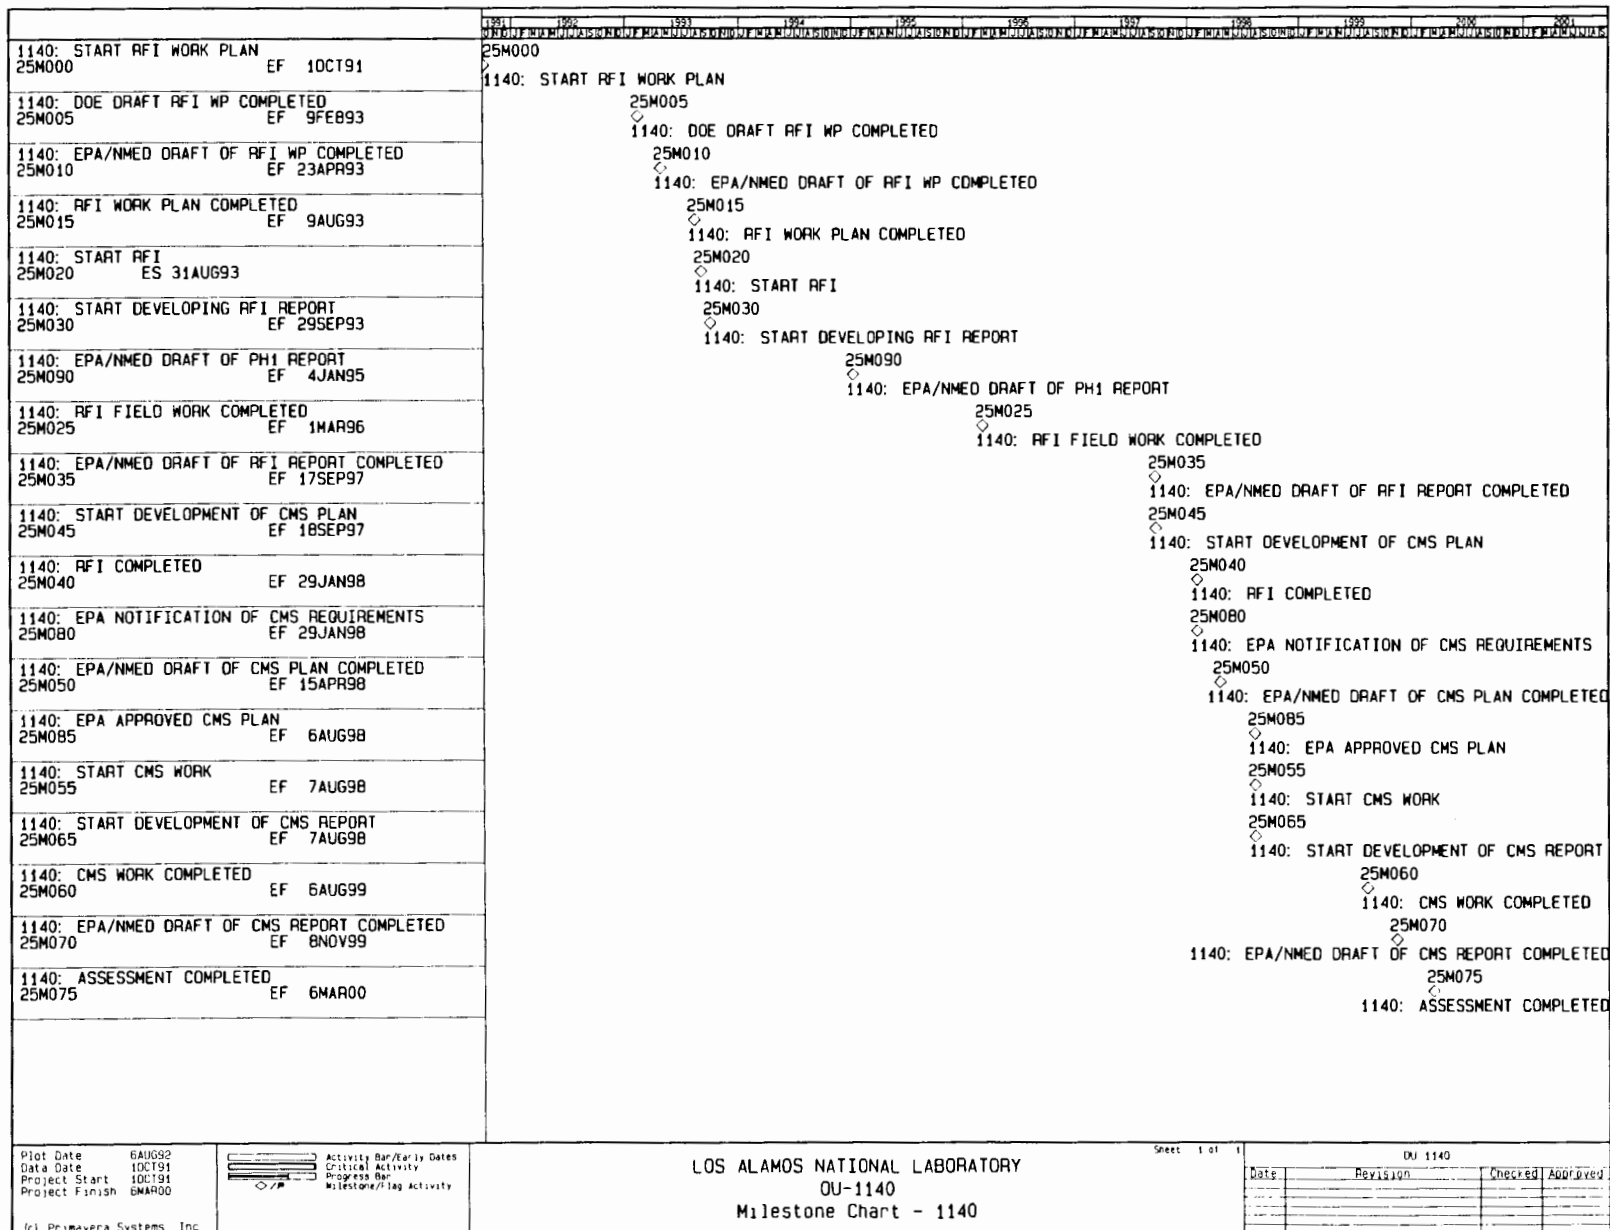 1991 1992 1993 1994 1995 1996 1997 1998 1999 2000 2001
1140: START RFI WORK PLAN
25M000 EF 1OCT91
25M000
1140: START RFI WORK PLAN
1140: DOE DRAFT RFI WP COMPLETED
25M005 EF 9FEB93
25M005
1140: DOE DRAFT RFI WP COMPLETED
1140: EPA/NMED DRAFT OF RFI WP COMPLETED
25M010 EF 23APR93
25M010
1140: EPA/NMED DRAFT OF RFI WP COMPLETED
1140: RFI WORK PLAN COMPLETED
25M015 EF 9AUG93
25M015
1140: RFI WORK PLAN COMPLETED
1140: START RFI
25M020 ES 31AUG93
25M020
1140: START RFI
1140: START DEVELOPING RFI REPORT
25M030 EF 29SEP93
25M030
1140: START DEVELOPING RFI REPORT
1140: EPA/NMED DRAFT OF PH1 REPORT
25M090 EF 4JAN95
25M090
1140: EPA/NMED DRAFT OF PH1 REPORT
1140: RFI FIELD WORK COMPLETED
25M025 EF 1MAR96
25M025
1140: RFI FIELD WORK COMPLETED
1140: EPA/NMED DRAFT OF RFI REPORT COMPLETED
25M035 EF 17SEP97
25M035
1140: EPA/NMED DRAFT OF RFI REPORT COMPLETED
1140: START DEVELOPMENT OF CMS PLAN
25M045 EF 18SEP97
25M045
1140: START DEVELOPMENT OF CMS PLAN
1140: RFI COMPLETED
25M040 EF 29JAN98
25M040
1140: RFI COMPLETED
1140: EPA NOTIFICATION OF CMS REQUIREMENTS
25M080 EF 29JAN98
25M080
1140: EPA NOTIFICATION OF CMS REQUIREMENTS
1140: EPA/NMED DRAFT OF CMS PLAN COMPLETED
25M050 EF 15APR98
25M050
1140: EPA/NMED DRAFT OF CMS PLAN COMPLETED
1140: EPA APPROVED CMS PLAN
25M085 EF 6AUG98
25M085
1140: EPA APPROVED CMS PLAN
1140: START CMS WORK
25M055 EF 7AUG98
25M055
1140: START CMS WORK
1140: START DEVELOPMENT OF CMS REPORT
25M065 EF 7AUG98
25M065
1140: START DEVELOPMENT OF CMS REPORT
1140: CMS WORK COMPLETED
25M060 EF 6AUG99
25M060
1140: CMS WORK COMPLETED
1140: EPA/NMED DRAFT OF CMS REPORT COMPLETED
25M070 EF 8NOV99
25M070
1140: EPA/NMED DRAFT OF CMS REPORT COMPLETED
1140: ASSESSMENT COMPLETED
25M075 EF 6MAR00
25M075
1140: ASSESSMENT COMPLETED
Plot Date 6AUG92
Data Date 1OCT91
Project Start 1OCT91
Project Finish 6MAR00
(c) Primavera Systems, Inc
Activity Bar/Early Dates
Critical Activity
Progress Bar
Milestone/Flag Activity
LOS ALAMOS NATIONAL LABORATORY
OU-1140
Milestone Chart - 1140
Sheet 1 of 1
OU 1140
Date Revision Checked Approved